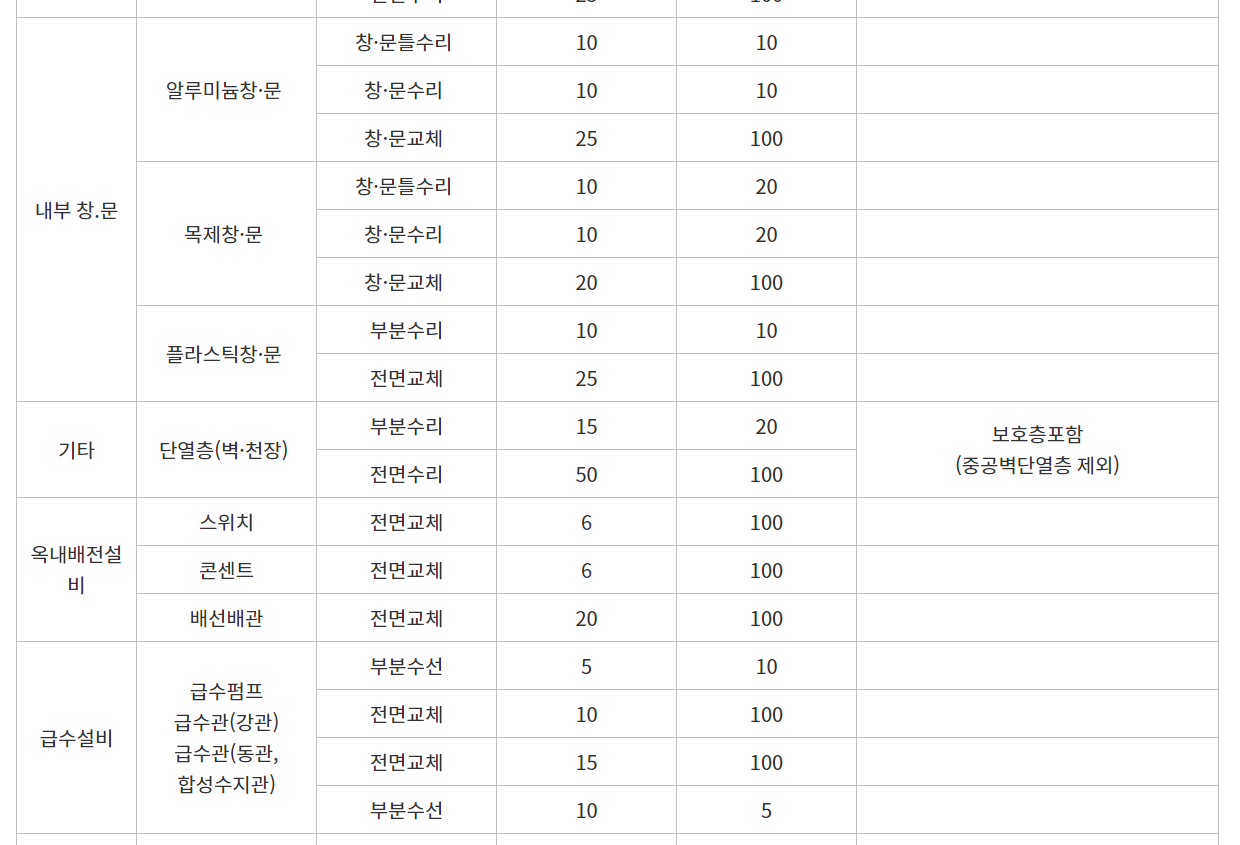 내부 창.문
알루미늄창·문
창·문틀수리 10 10
창·문수리 10 10
창·문교체 25 100
목제창·문
창·문틀수리 10 20
창·문수리 10 20
창·문교체 20 100
플라스틱창·문
부분수리 10 10
전면교체 25 100
기타
단열층(벽·천장)
부분수리 15 20
전면수리 50 100
보호층포함
(중공벽단열층 제외)
옥내배전설
비
스위치 전면교체 6 100
콘센트 전면교체 6 100
배선배관 전면교체 20 100
급수설비
급수펌프
급수관(강관)
급수관(동관,
합성수지관)
부분수선 5 10
전면교체 10 100
전면교체 15 100
부분수선 10 5